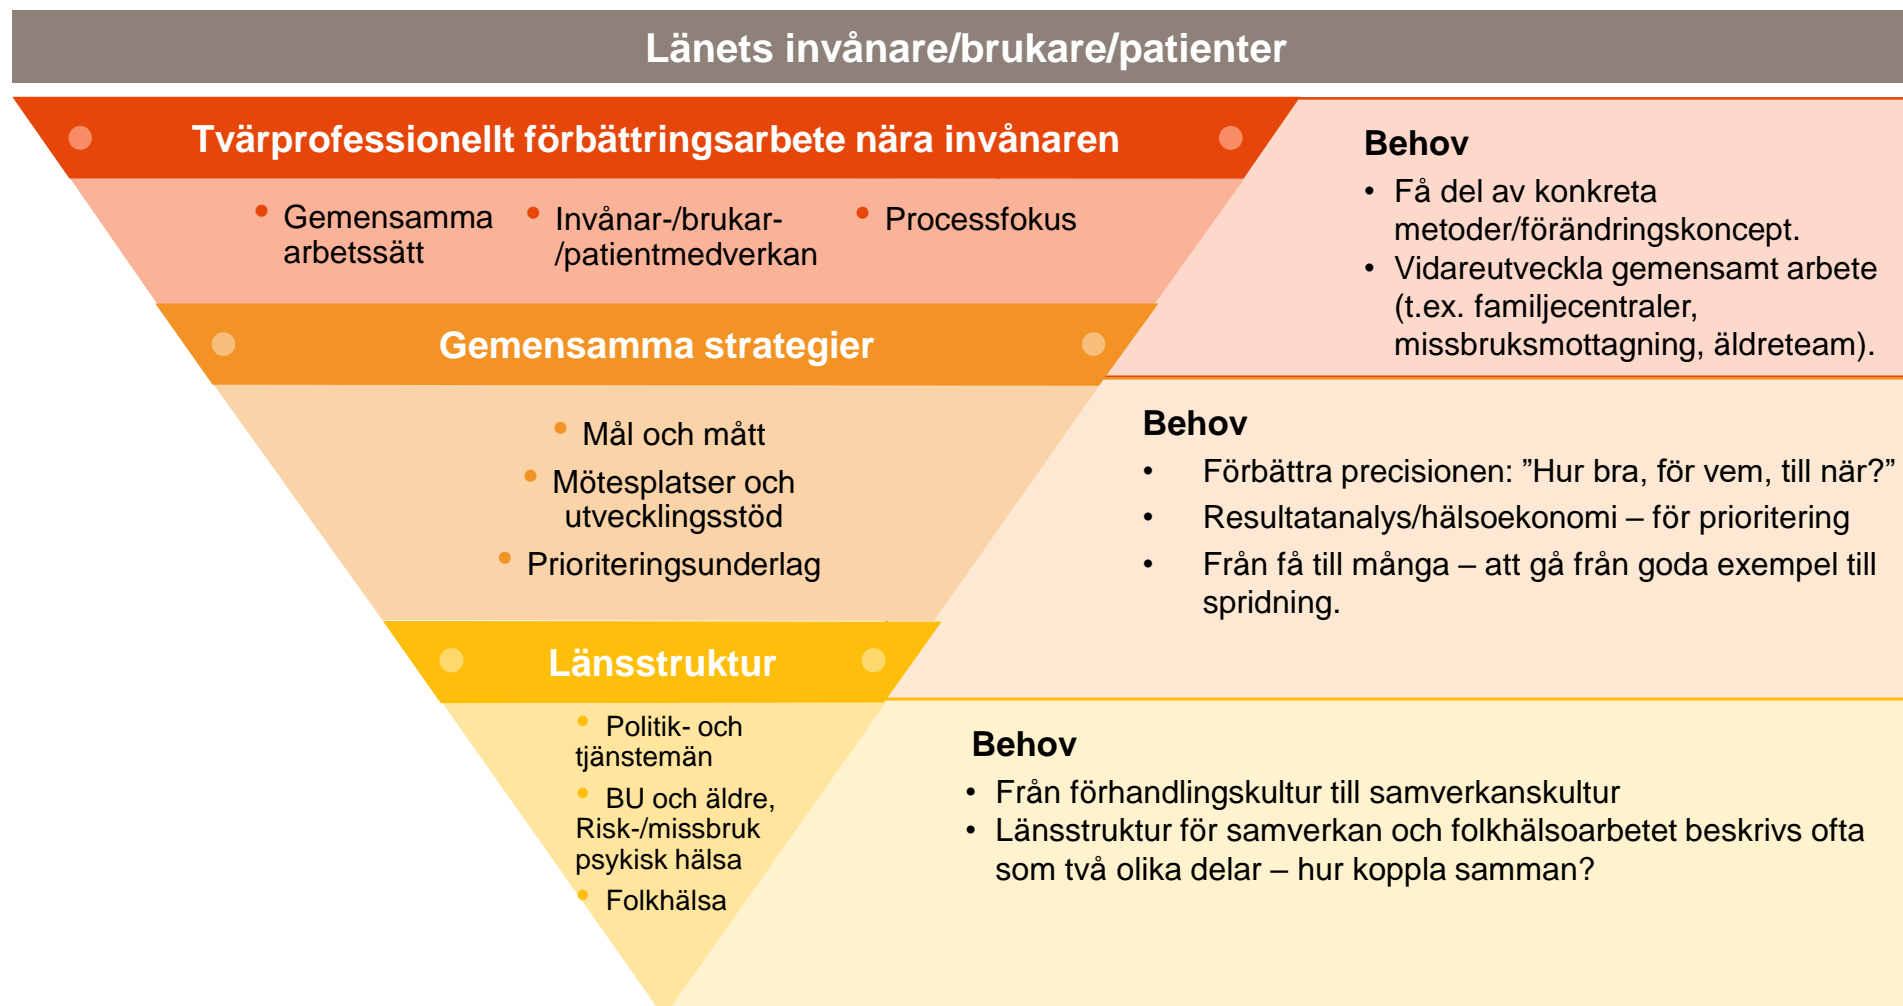 Länets invånare/brukare/patienter
Tvärprofessionellt förbättringsarbete nära invånaren
• Gemensamma
arbetssätt
• Invånar-/brukar-
/patientmedverkan
• Processfokus
Behov
• Få del av konkreta
metoder/förändringskoncept.
• Vidareutveckla gemensamt arbete
(t.ex. familjecentraler,
missbruksmottagning, äldreteam).
Gemensamma strategier
• Mål och mått
• Mötesplatser och
utvecklingsstöd
• Prioriteringsunderlag
Behov
• Förbättra precisionen: ”Hur bra, för vem, till när?”
• Resultatanalys/hälsoekonomi – för prioritering
• Från få till många – att gå från goda exempel till
spridning.
Länsstruktur
• Politik- och
tjänstemän
• BU och äldre,
Risk-/missbruk
psykisk hälsa
• Folkhälsa
Behov
• Från förhandlingskultur till samverkanskultur
• Länsstruktur för samverkan och folkhälsoarbetet beskrivs ofta
som två olika delar – hur koppla samman?